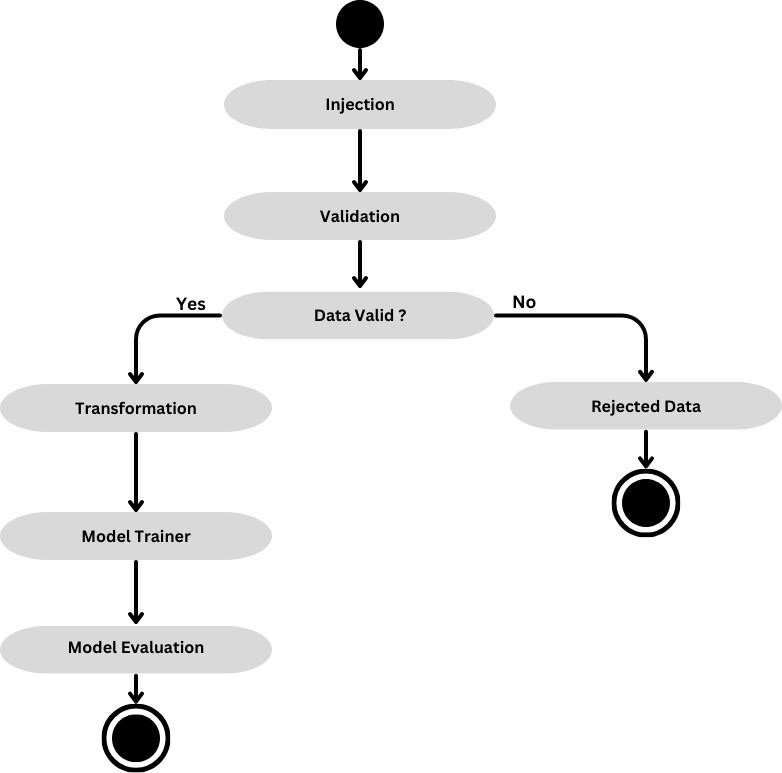 Injection
Validation
Yes
Data Valid ?
No
Transformation
Rejected Data
Model Trainer
Model Evaluation